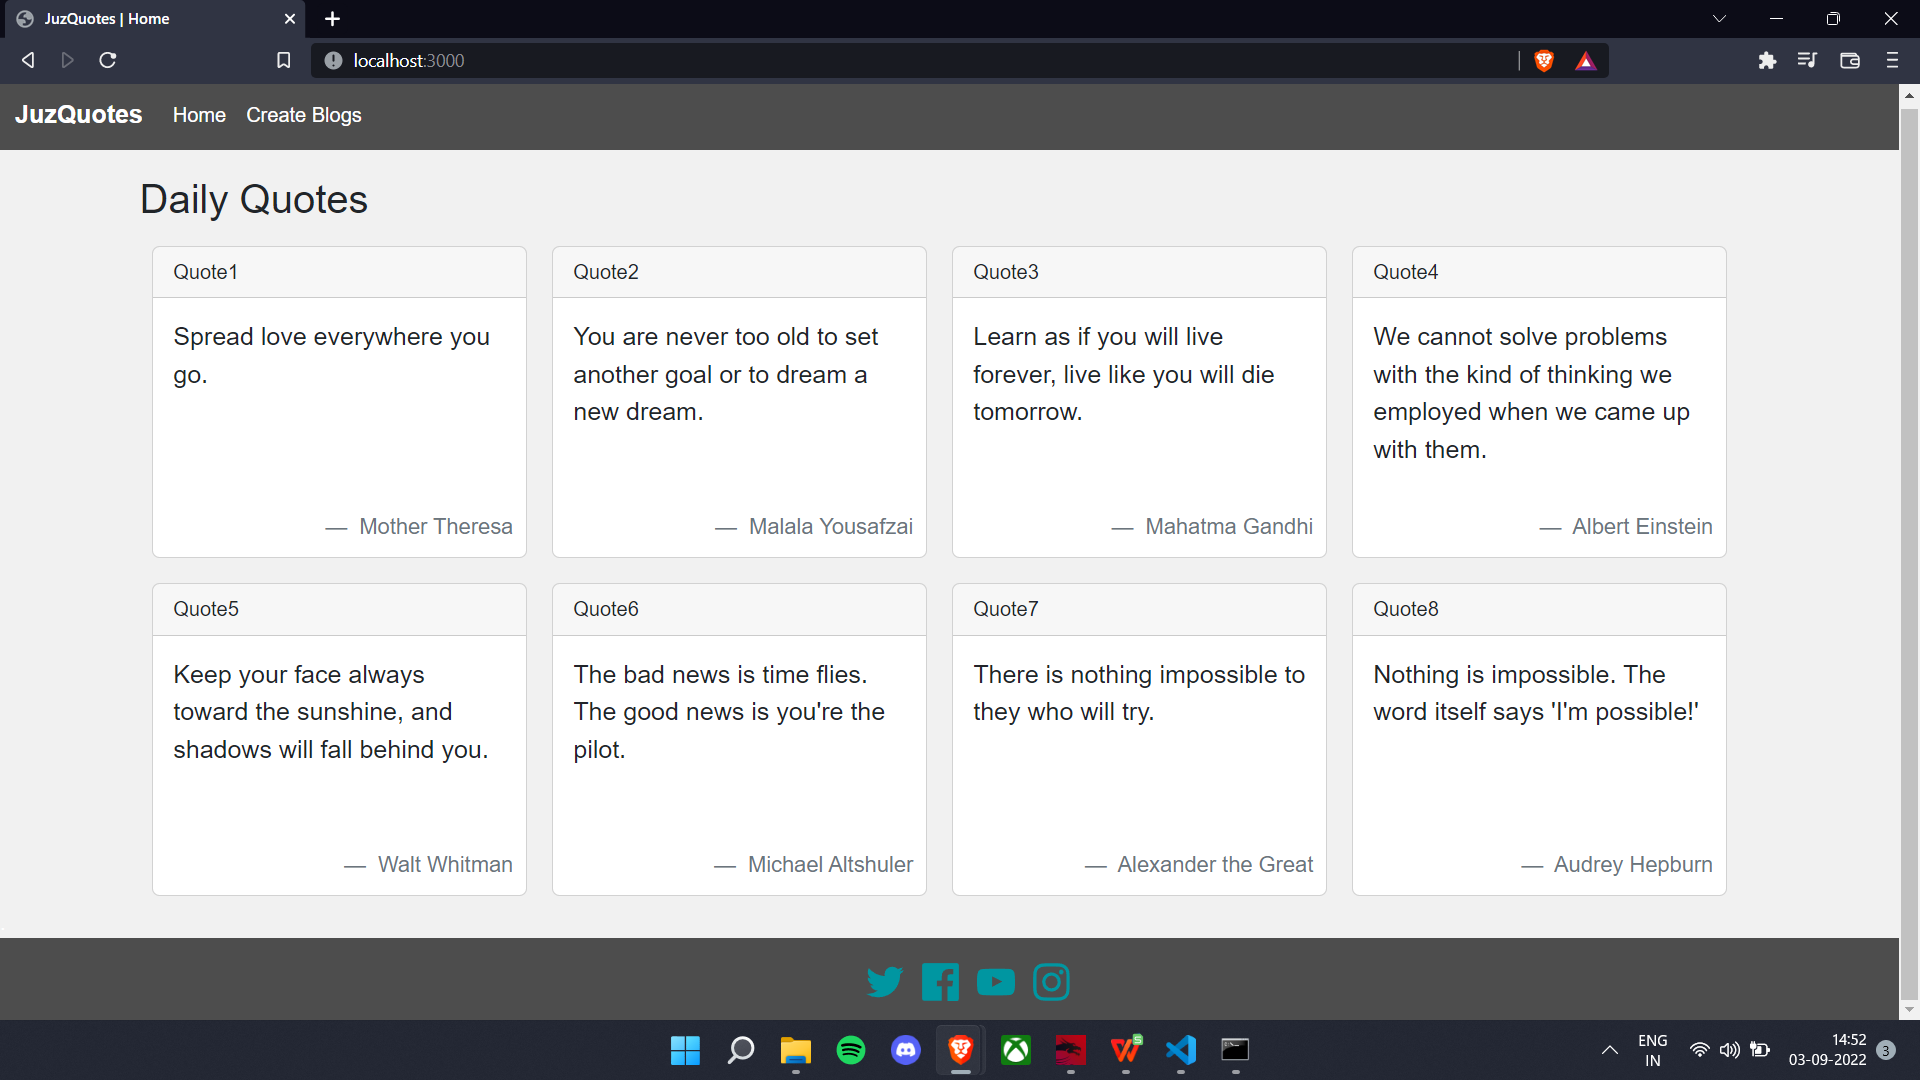 JuzQuotes | Home
localhost:3000
JuzQuotes Home Create Blogs
Daily Quotes
Quote1
Spread love everywhere you
go.
— Mother Theresa
Quote2
You are never too old to set
another goal or to dream a
new dream.
— Malala Yousafzai
Quote3
Learn as if you will live
forever, live like you will die
tomorrow.
— Mahatma Gandhi
Quote4
We cannot solve problems
with the kind of thinking we
employed when we came up
with them.
— Albert Einstein
Quote5
Keep your face always
toward the sunshine, and
shadows will fall behind you.
— Walt Whitman
Quote6
The bad news is time flies.
The good news is you're the
pilot.
— Michael Altshuler
Quote7
There is nothing impossible to
they who will try.
— Alexander the Great
Quote8
Nothing is impossible. The
word itself says 'I'm possible!'
— Audrey Hepburn
ENG
IN
14:52
03-09-2022
3